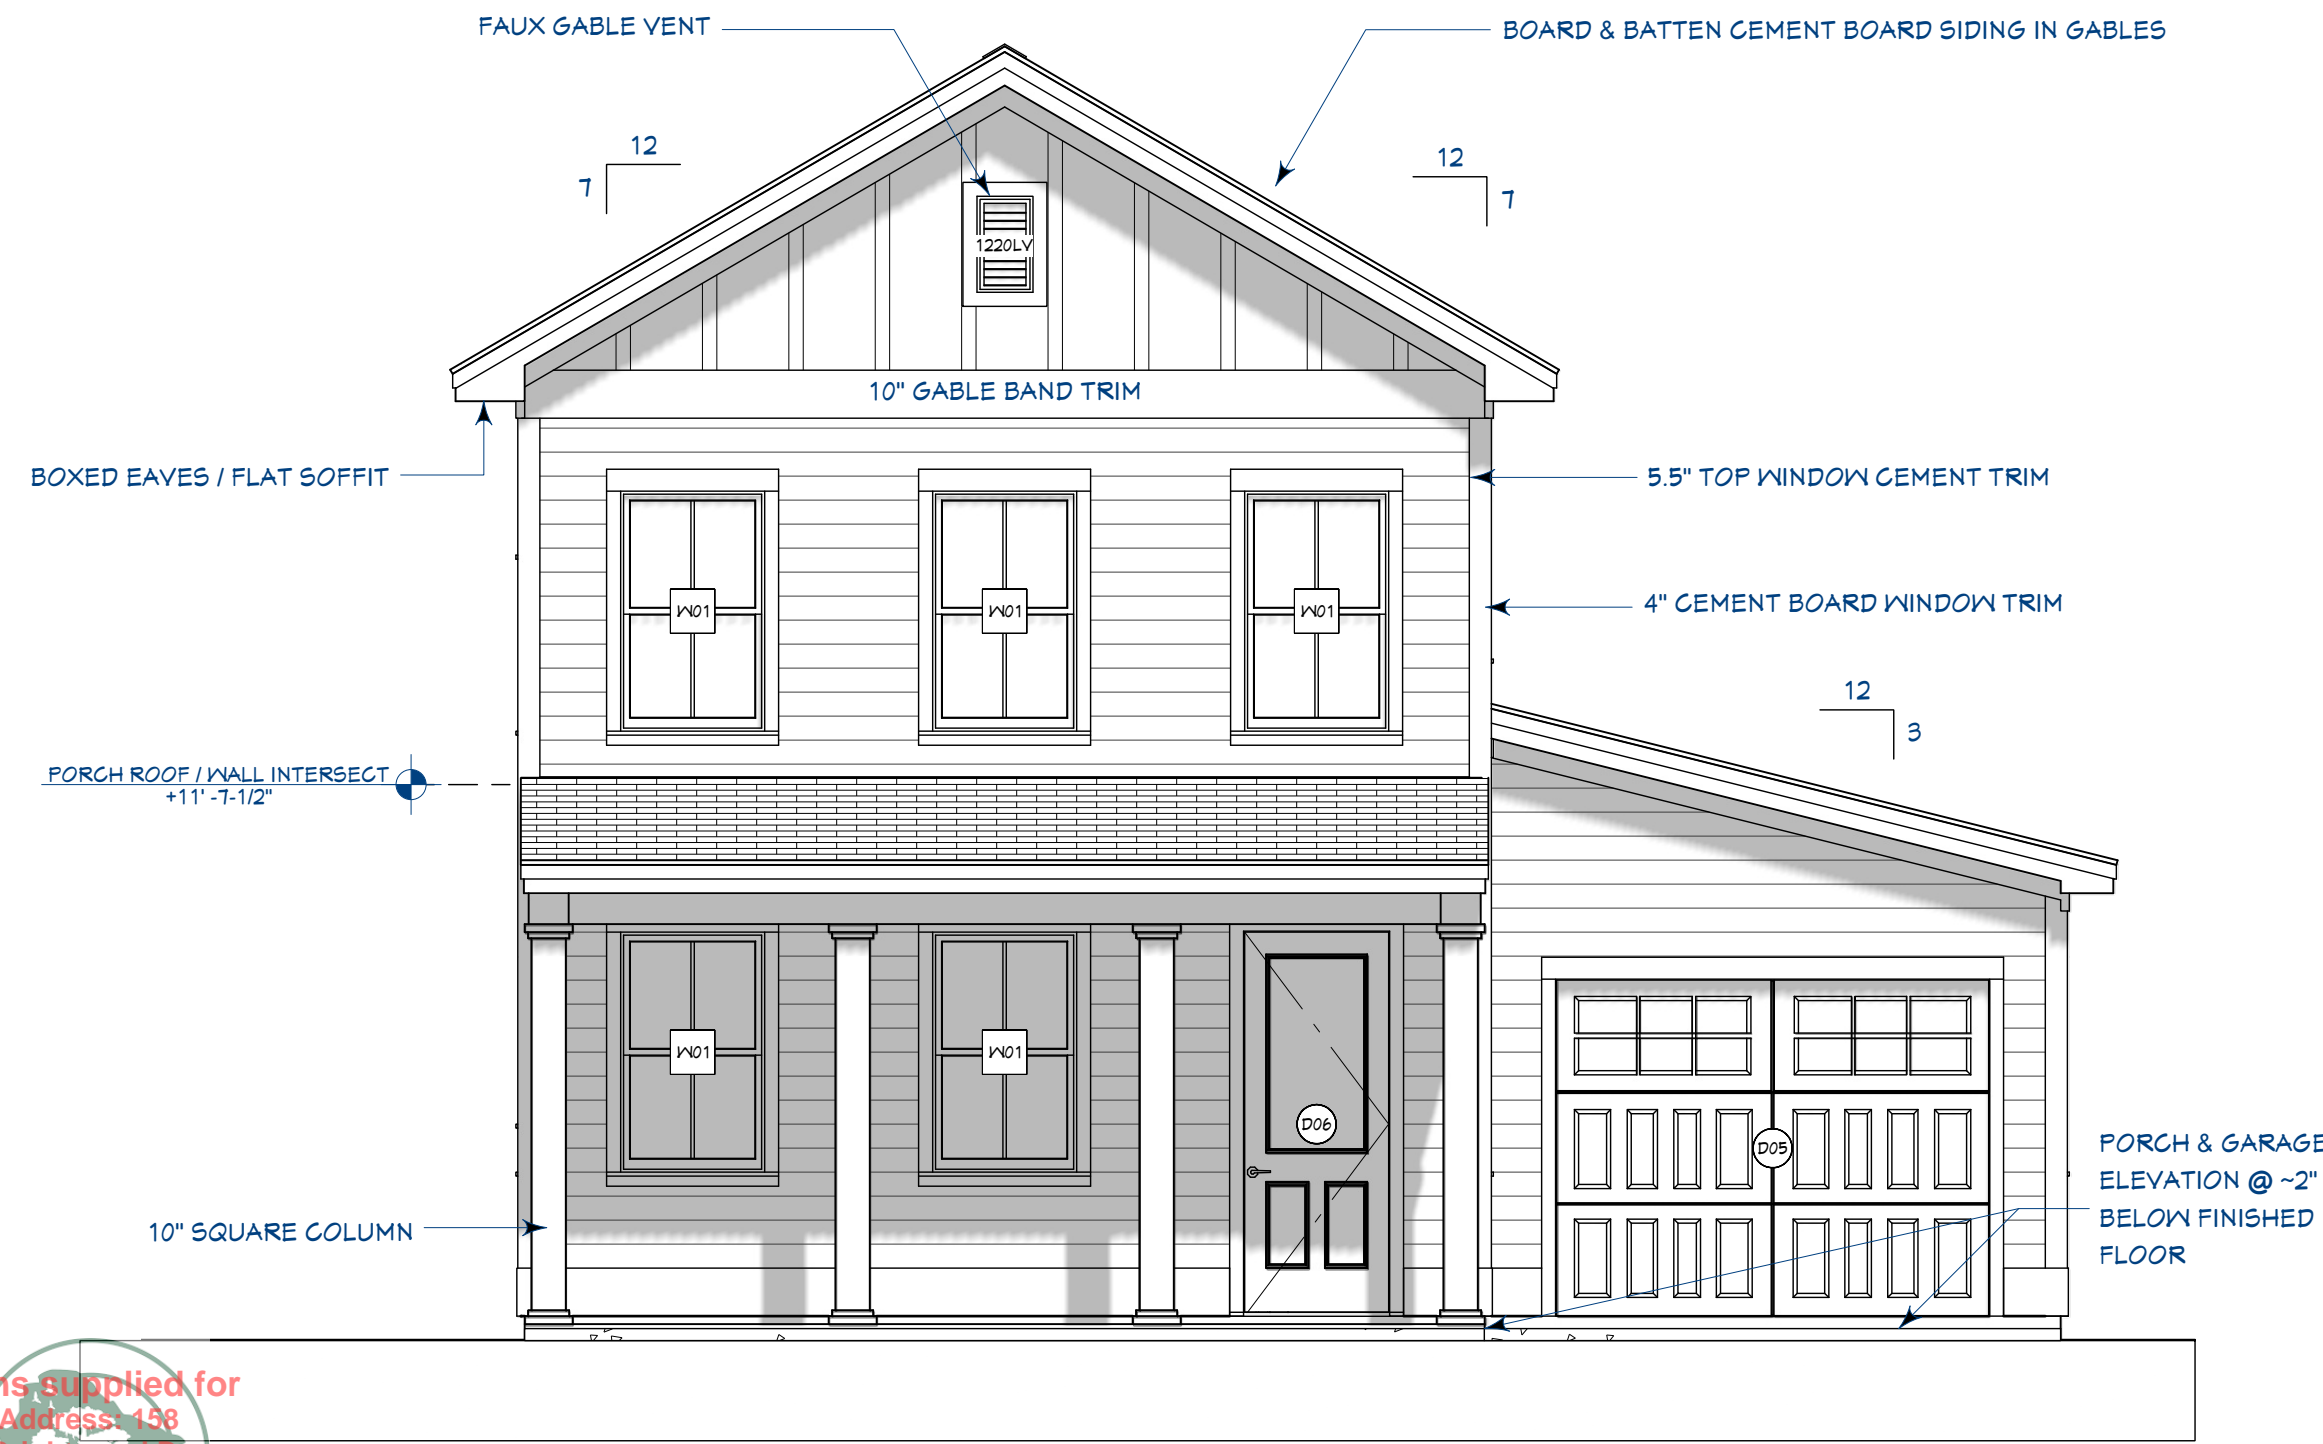 FAUX GABLE VENT
BOARD & BATTEN CEMENT BOARD SIDING IN GABLES
12
7
12
7
1220LV
10" GABLE BAND TRIM
BOXED EAVES / FLAT SOFFIT
5.5" TOP WINDOW CEMENT TRIM
W01
W01
W01
4" CEMENT BOARD WINDOW TRIM
12
3
PORCH ROOF / WALL INTERSECT
+11' -7-1/2"
W01
W01
D06
D05
PORCH & GARAGE
ELEVATION @ ~2"
BELOW FINISHED
FLOOR
10" SQUARE COLUMN
supplied for
Address: 158